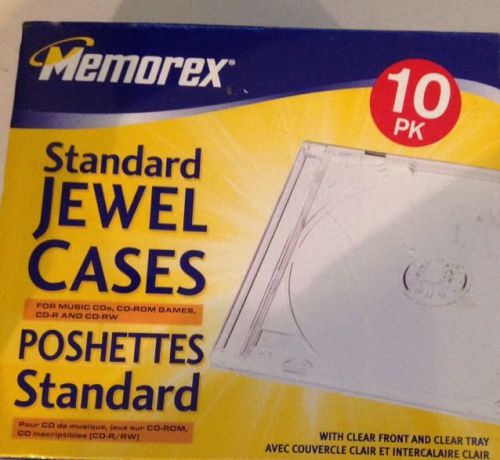 Memorex®
10
PK
Standard
JEWEL
CASES
FOR MUSIC CDs, CD-ROM GAMES,
CD-R AND CD-RW
POSHETTES
Standard
Pour CD de musique, jeux sur CD-ROM,
CD inscriptibles (CD-R/RW)
WITH CLEAR FRONT AND CLEAR TRAY
AVEC COUVERCLE CLAIR ET INTERCALAIRE CLAIR